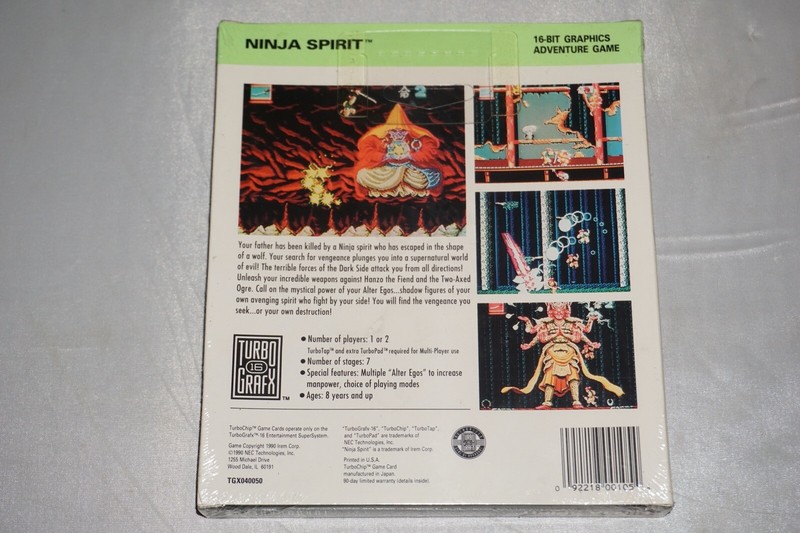 NINJA SPIRIT™
16-BIT GRAPHICS
ADVENTURE GAME
2
Your father has been killed by a Ninja spirit who has escaped in the shape
of a wolf. Your search for vengeance plunges you into a supernatural world
of evil! The terrible forces of the Dark Side attack you from all directions!
Unleash your incredible weapons against Hanzo the Fiend and the Two-Axed
Ogre. Call on the mystical power of your Alter Egos...shadow figures of your
own avenging spirit who fight by your side! You will find the vengeance you
seek...or your own destruction!
TURBO
16
GRAFX
™
• Number of players: 1 or 2
TurboTap™ and extra TurboPad™ required for Multi-Player use
• Number of stages: 7
• Special features: Multiple "Alter Egos" to increase
manpower, choice of playing modes
• Ages: 8 years and up
TurboChip™ Game Cards operate only on the
TurboGrafx™-16 Entertainment SuperSystem.
Game Copyright 1990 Irem Corp.
©1990 NEC Technologies, Inc.
1255 Michael Drive
Wood Dale, IL 60191
TGX040050
"TurboGrafx-16", "TurboChip", "TurboTap",
and "TurboPad" are trademarks of
NEC Technologies, Inc.
"Ninja Spirit" is a trademark of Irem Corp.
Printed in U.S.A.
TurboChip™ Game Card
manufactured in Japan.
90-day limited warranty (details inside).
0 92218 00105